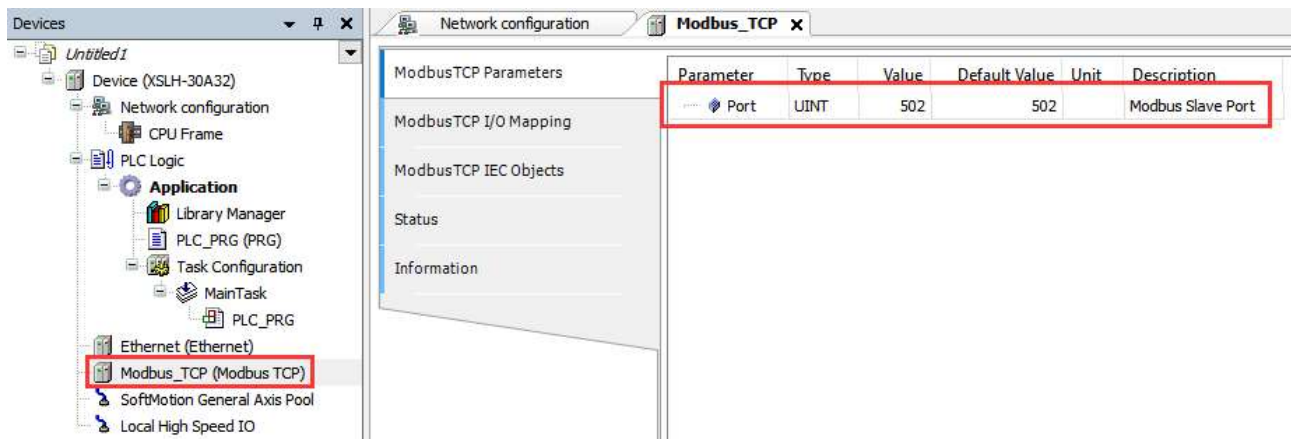 Devices
Untitled1
Device (XSLH-30A32)
Network configuration
CPU Frame
PLC Logic
Application
Library Manager
PLC_PRG (PRG)
Task Configuration
MainTask
PLC_PRG
Ethernet (Ethernet)
Modbus_TCP (Modbus TCP)
SoftMotion General Axis Pool
Local High Speed IO
Network configuration Modbus_TCP
ModbusTCP Parameters
ModbusTCP I/O Mapping
ModbusTCP IEC Objects
Status
Information
Parameter Type Value Default Value Unit Description
Port UINT 502 502 Modbus Slave Port